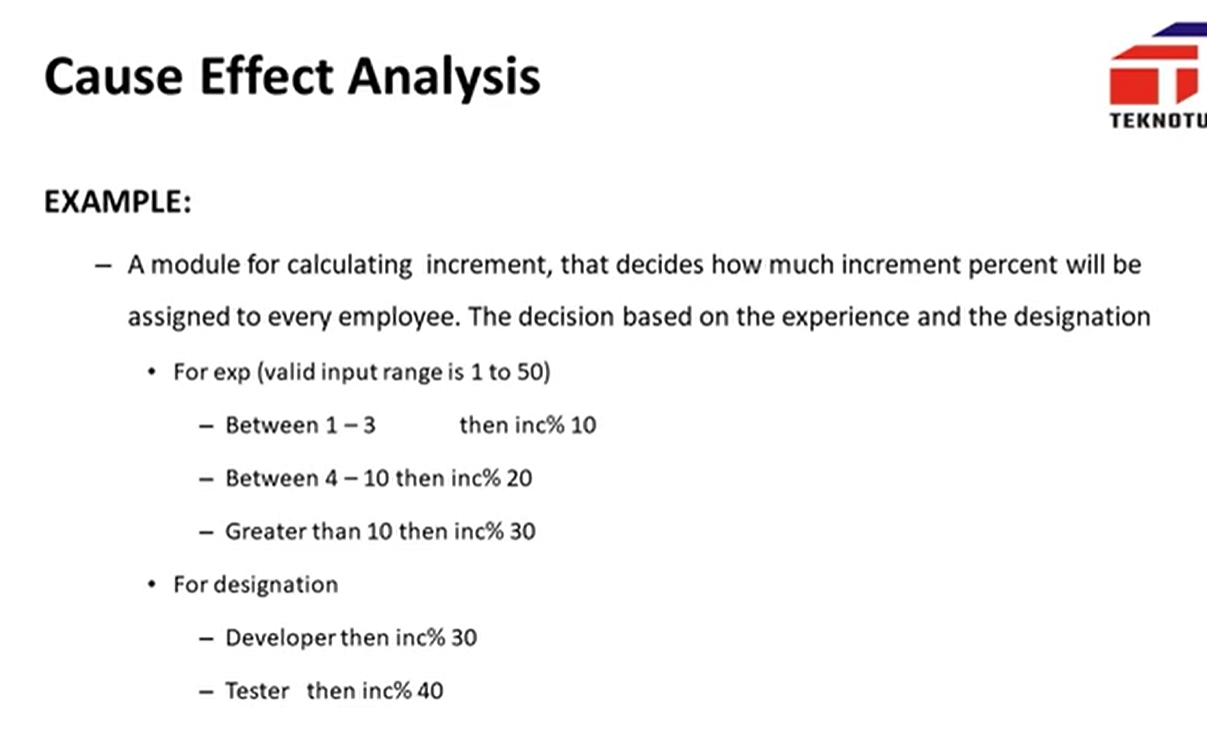 Cause Effect Analysis
TEKNOTU
EXAMPLE:
– A module for calculating increment, that decides how much increment percent will be
assigned to every employee. The decision based on the experience and the designation
• For exp (valid input range is 1 to 50)
– Between 1 – 3 then inc% 10
– Between 4 – 10 then inc% 20
– Greater than 10 then inc% 30
• For designation
– Developer then inc% 30
– Tester then inc% 40